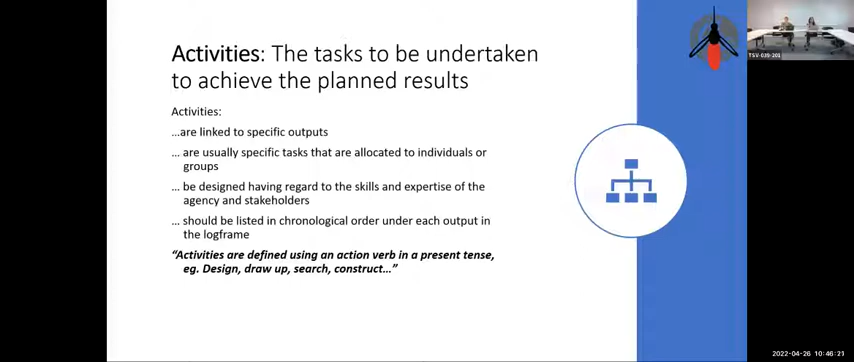 Activities: The tasks to be undertaken
to achieve the planned results
Activities:
…are linked to specific outputs
… are usually specific tasks that are allocated to individuals or
groups
… be designed having regard to the skills and expertise of the
agency and stakeholders
… should be listed in chronological order under each output in
the logframe
“Activities are defined using an action verb in a present tense,
eg. Design, draw up, search, construct…”
TSV-039-201
2022-04-26 10:46:21